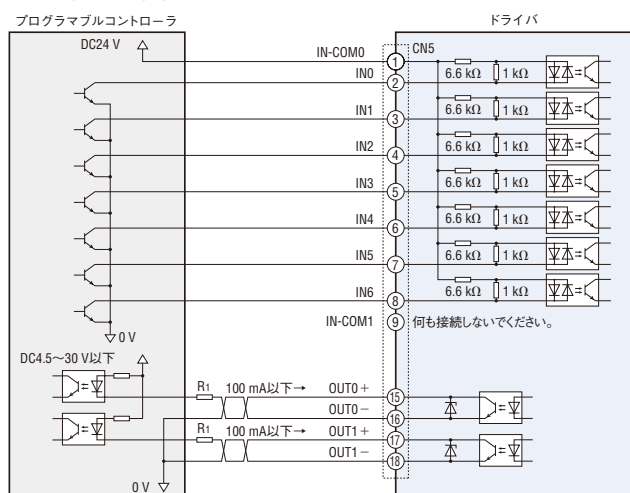 プログラマブルコントローラ
ドライバ
DC24 V
IN-COM0
CN5
1
IN0
2
6.6 kΩ
1 kΩ
IN1
3
6.6 kΩ
1 kΩ
IN2
4
6.6 kΩ
1 kΩ
IN3
5
6.6 kΩ
1 kΩ
IN4
6
6.6 kΩ
1 kΩ
IN5
7
6.6 kΩ
1 kΩ
IN6
8
6.6 kΩ
1 kΩ
0 V
IN-COM1
9
何も接続しないでください。
DC4.5～30 V以下
R1
100 mA以下→
OUT0＋
15
OUT0－
16
R1
100 mA以下→
OUT1＋
17
OUT1－
18
0 V